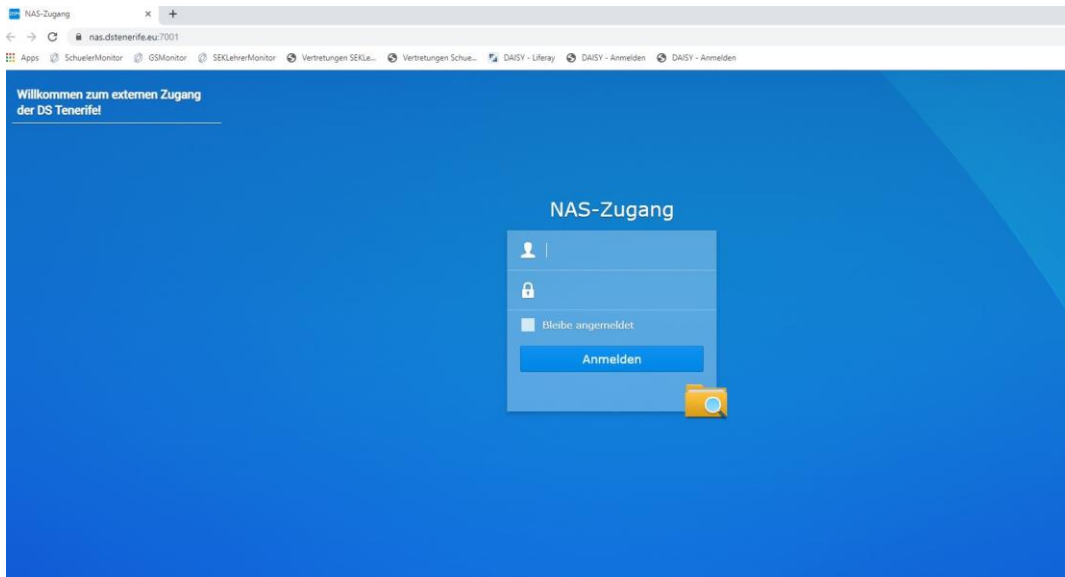 NAS-Zugang
nas.dstenerife.eu:7001
Apps SchuelerMonitor GSMonitor SEKLehrerMonitor Vertretungen SEKLe... Vertretungen Schue... DAISY - Liferay DAISY - Anmelden DAISY - Anmelden
Willkommen zum externen Zugang
der DS Tenerife!
NAS-Zugang
Bleibe angemeldet
Anmelden